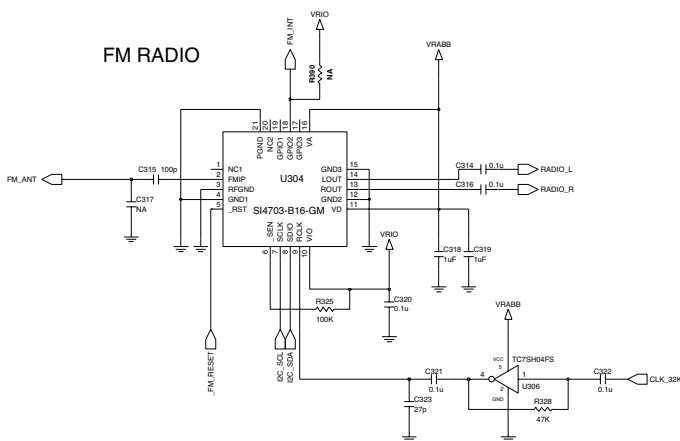 FM RADIO
FM_INT
VRIO
R390
NA
VRABB
21
20
19
18
17
16
PGND
NC2
GPIO1
GPIO2
GPIO3
VA
U304
SI4703-B16-GM
1
2
3
4
5
NC1
FMIP
RFGND
GND1
_RST
GND3
LOUT
ROUT
GND2
VD
15
14
13
12
11
_SEN
SCLK
SDIO
RCLK
VIO
6
7
8
9
10
FM_ANT
C315 100p
C317
NA
C314
0.1u
RADIO_L
C316
0.1u
RADIO_R
C318
1uF
C319
1uF
VRIO
R325
100K
C320
0.1u
_FM_RESET
I2C_SCL
I2C_SDA
VRABB
VCC
5
TC7SH04FS
4
1
2
U306
GND
C321
0.1u
C322
0.1u
CLK_32K
C323
27p
R328
47K